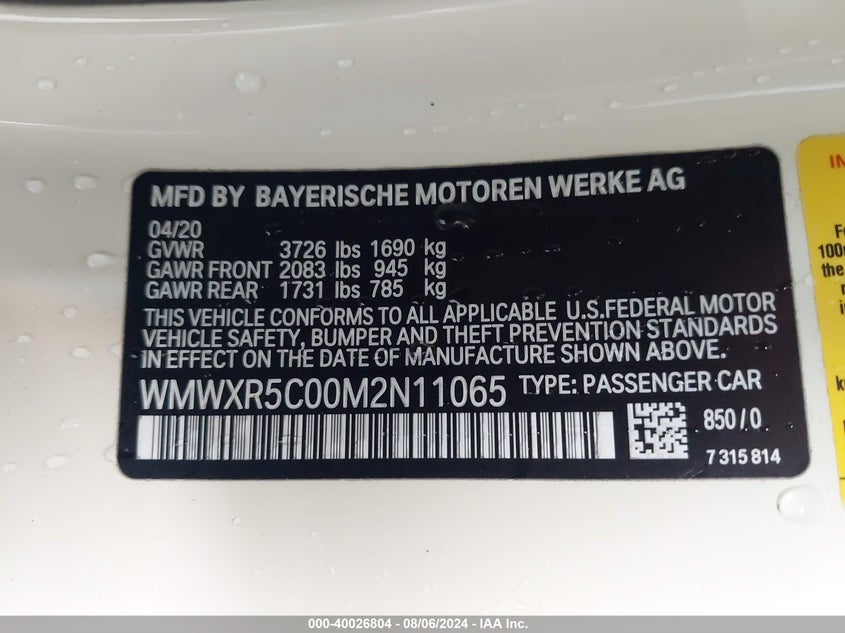 MFD BY BAYERISCHE MOTOREN WERKE AG
04/20
GVWR 3726 lbs 1690 kg
GAWR FRONT 2083 lbs 945 kg
GAWR REAR 1731 lbs 785 kg
THIS VEHICLE CONFORMS TO ALL APPLICABLE U.S.FEDERAL MOTOR
VEHICLE SAFETY, BUMPER AND THEFT PREVENTION STANDARDS
IN EFFECT ON THE DATE OF MANUFACTURE SHOWN ABOVE.
WMWXR5C00M2N11065 TYPE: PASSENGER CAR
850/0
7 315 814
the
000-40026804 - 08/06/2024 - IAA Inc.